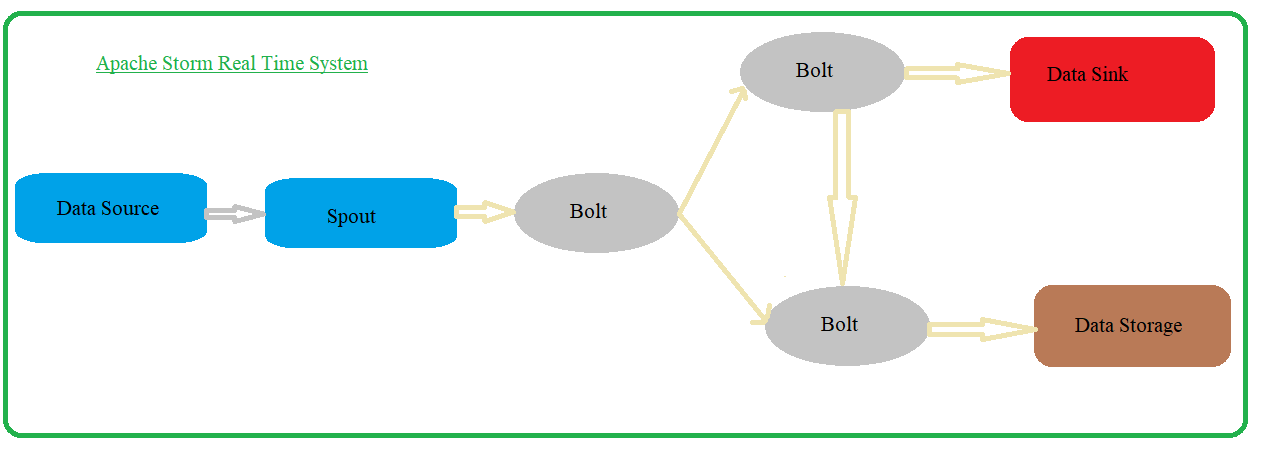 Apache Storm Real Time System
Bolt
Data Sink
Data Source
Spout
Bolt
Bolt
Data Storage